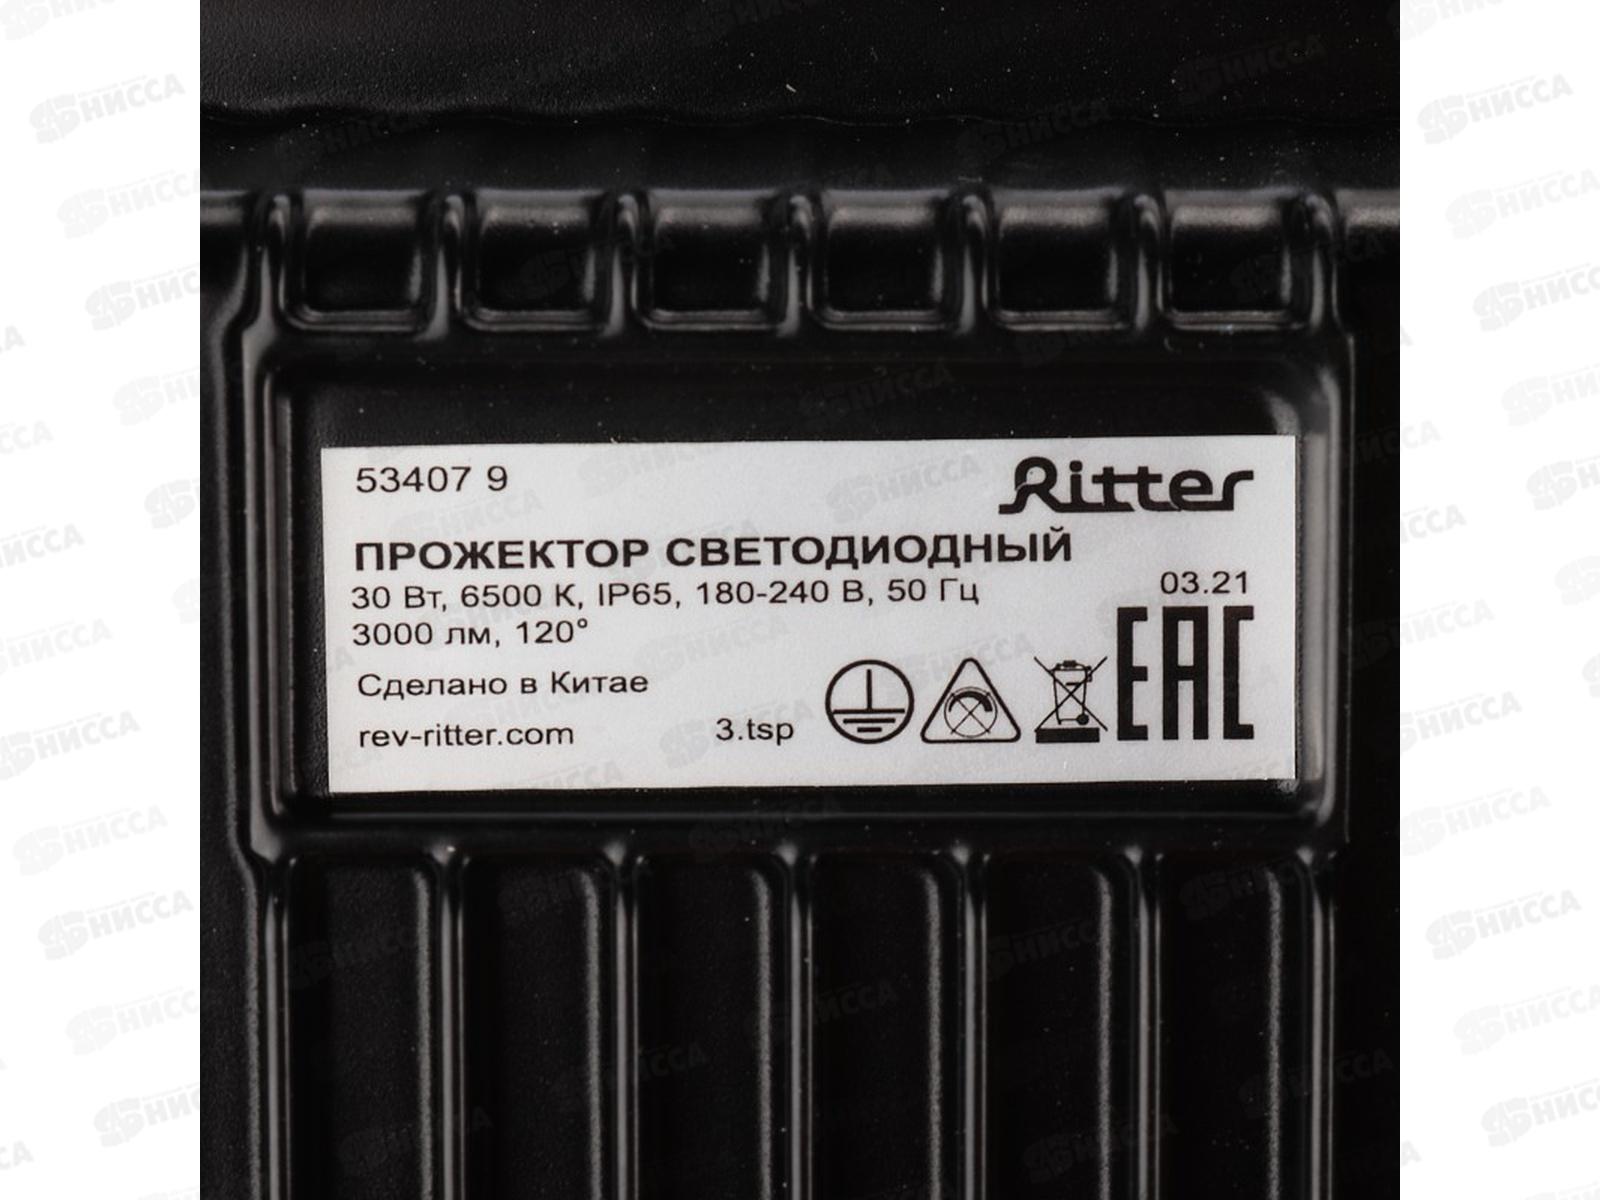 53407 9
Ritter
ПРОЖЕКТОР СВЕТОДИОДНЫЙ
30 Вт, 6500 К, IP65, 180-240 В, 50 Гц
03.21
3000 лм, 120°
EAC
Сделано в Китае
rev-ritter.com
3.tsp
НИССА